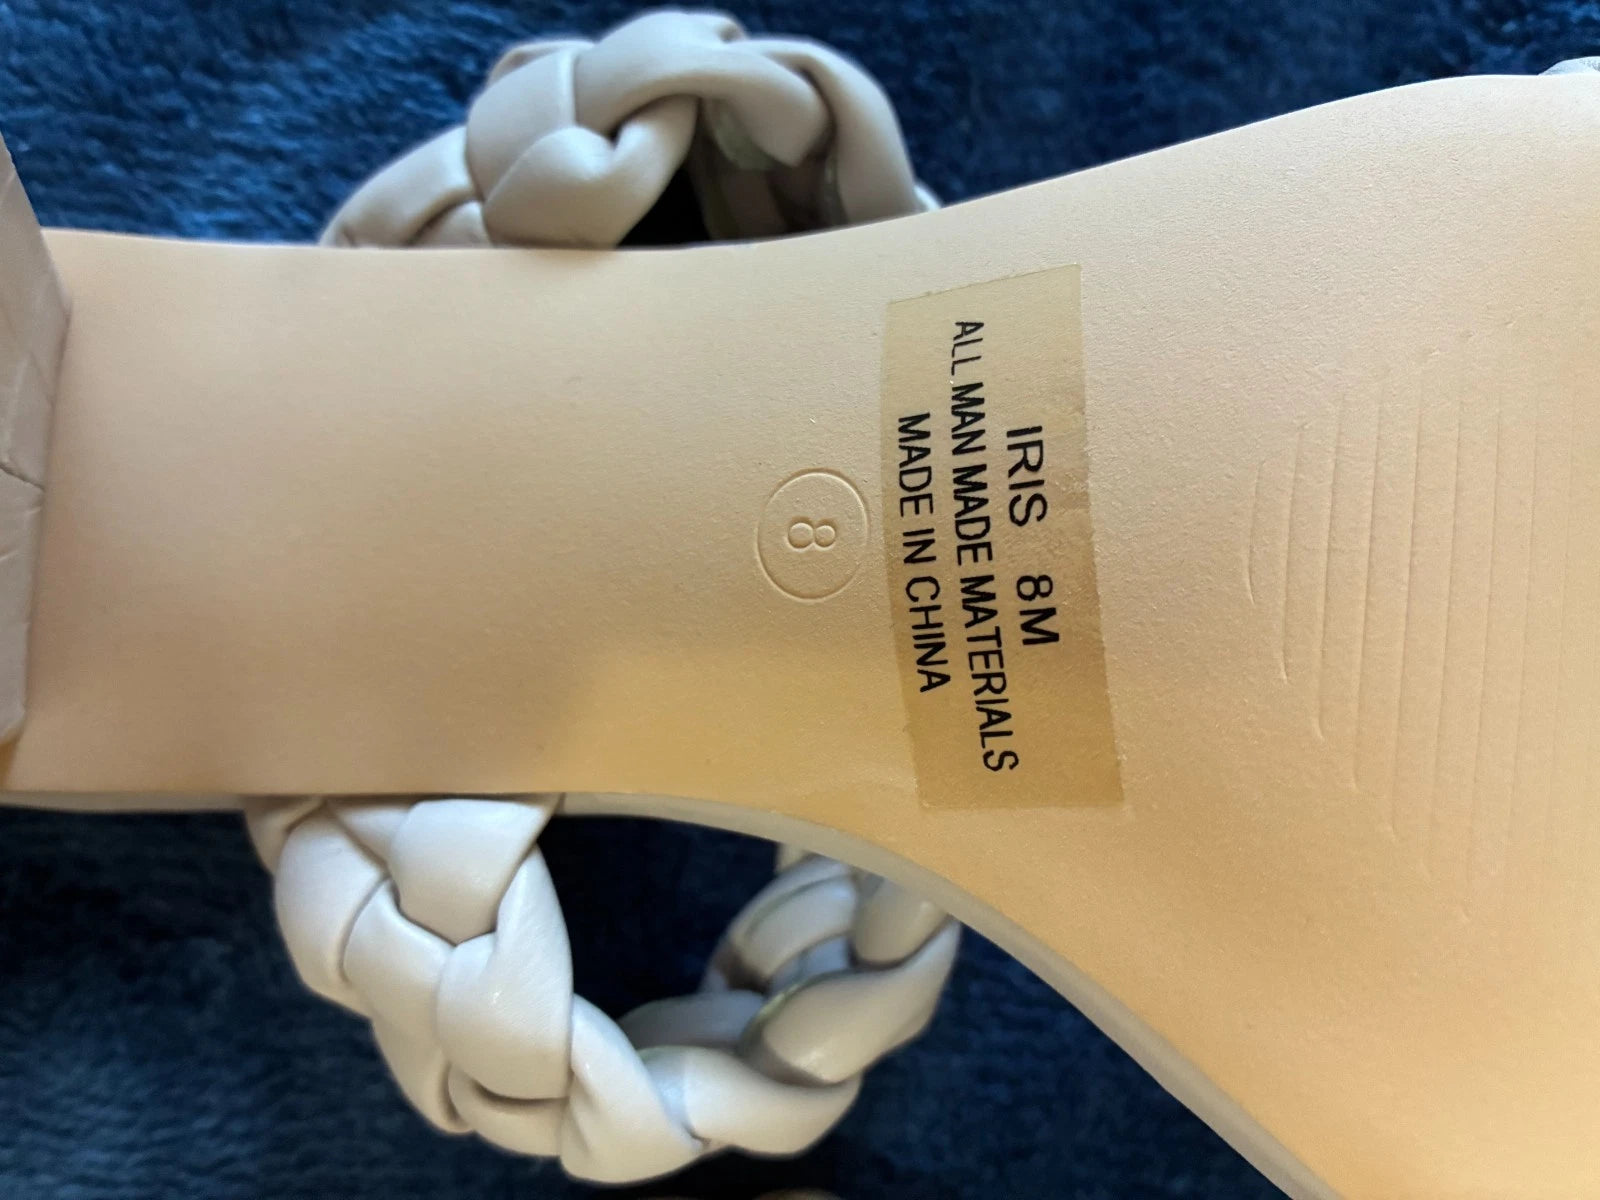 IRIS 8M
ALL MAN MADE MATERIALS
MADE IN CHINA
8